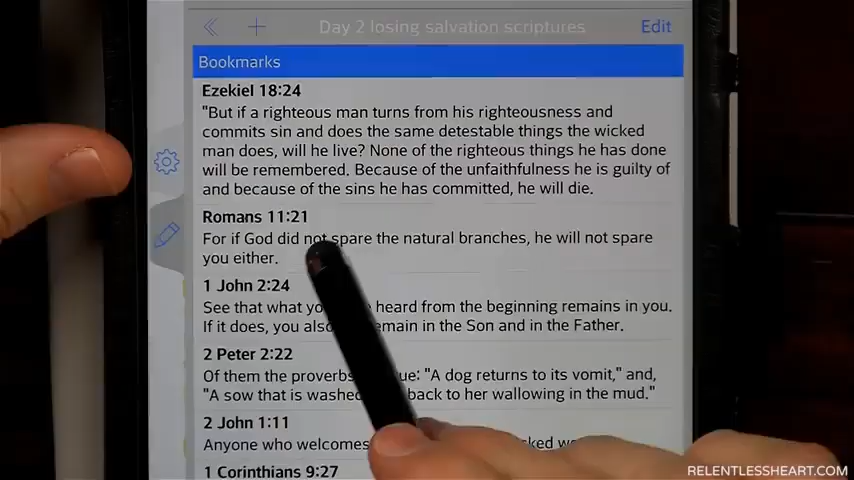 Day 2 losing salvation scriptures Edit
Bookmarks
Ezekiel 18:24
"But if a righteous man turns from his righteousness and
commits sin and does the same detestable things the wicked
man does, will he live? None of the righteous things he has done
will be remembered. Because of the unfaithfulness he is guilty of
and because of the sins he has committed, he will die.
Romans 11:21
For if God did not spare the natural branches, he will not spare
you either.
1 John 2:24
See that what heard from the beginning remains in you.
If it does, you also remain in the Son and in the Father.
2 Peter 2:22
Of them the proverbs "A dog returns to its vomit," and,
"A sow that is washed back to her wallowing in the mud."
2 John 1:11
Anyone who welcomes
1 Corinthians 9:27
RELENTLESSHEART.COM